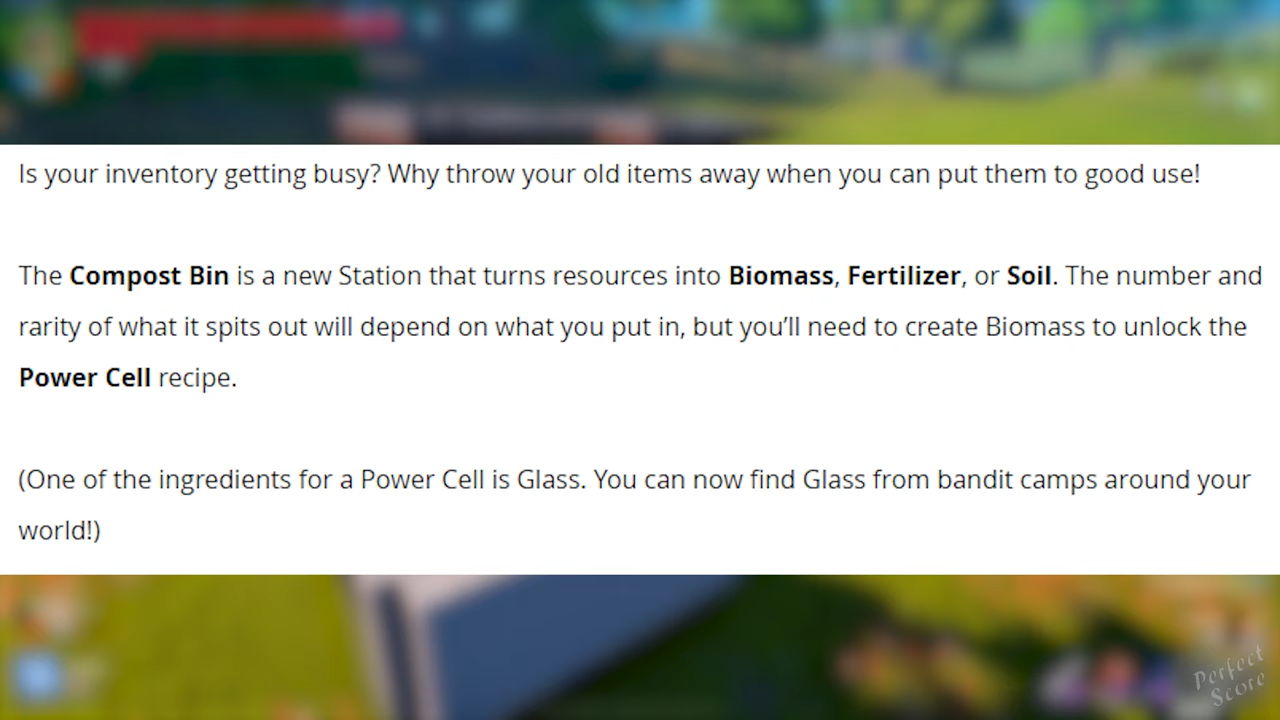 Is your inventory getting busy? Why throw your old items away when you can put them to good use!
The Compost Bin is a new Station that turns resources into Biomass, Fertilizer, or Soil. The number and
rarity of what it spits out will depend on what you put in, but you’ll need to create Biomass to unlock the
Power Cell recipe.
(One of the ingredients for a Power Cell is Glass. You can now find Glass from bandit camps around your
world!)
Perfect
Score